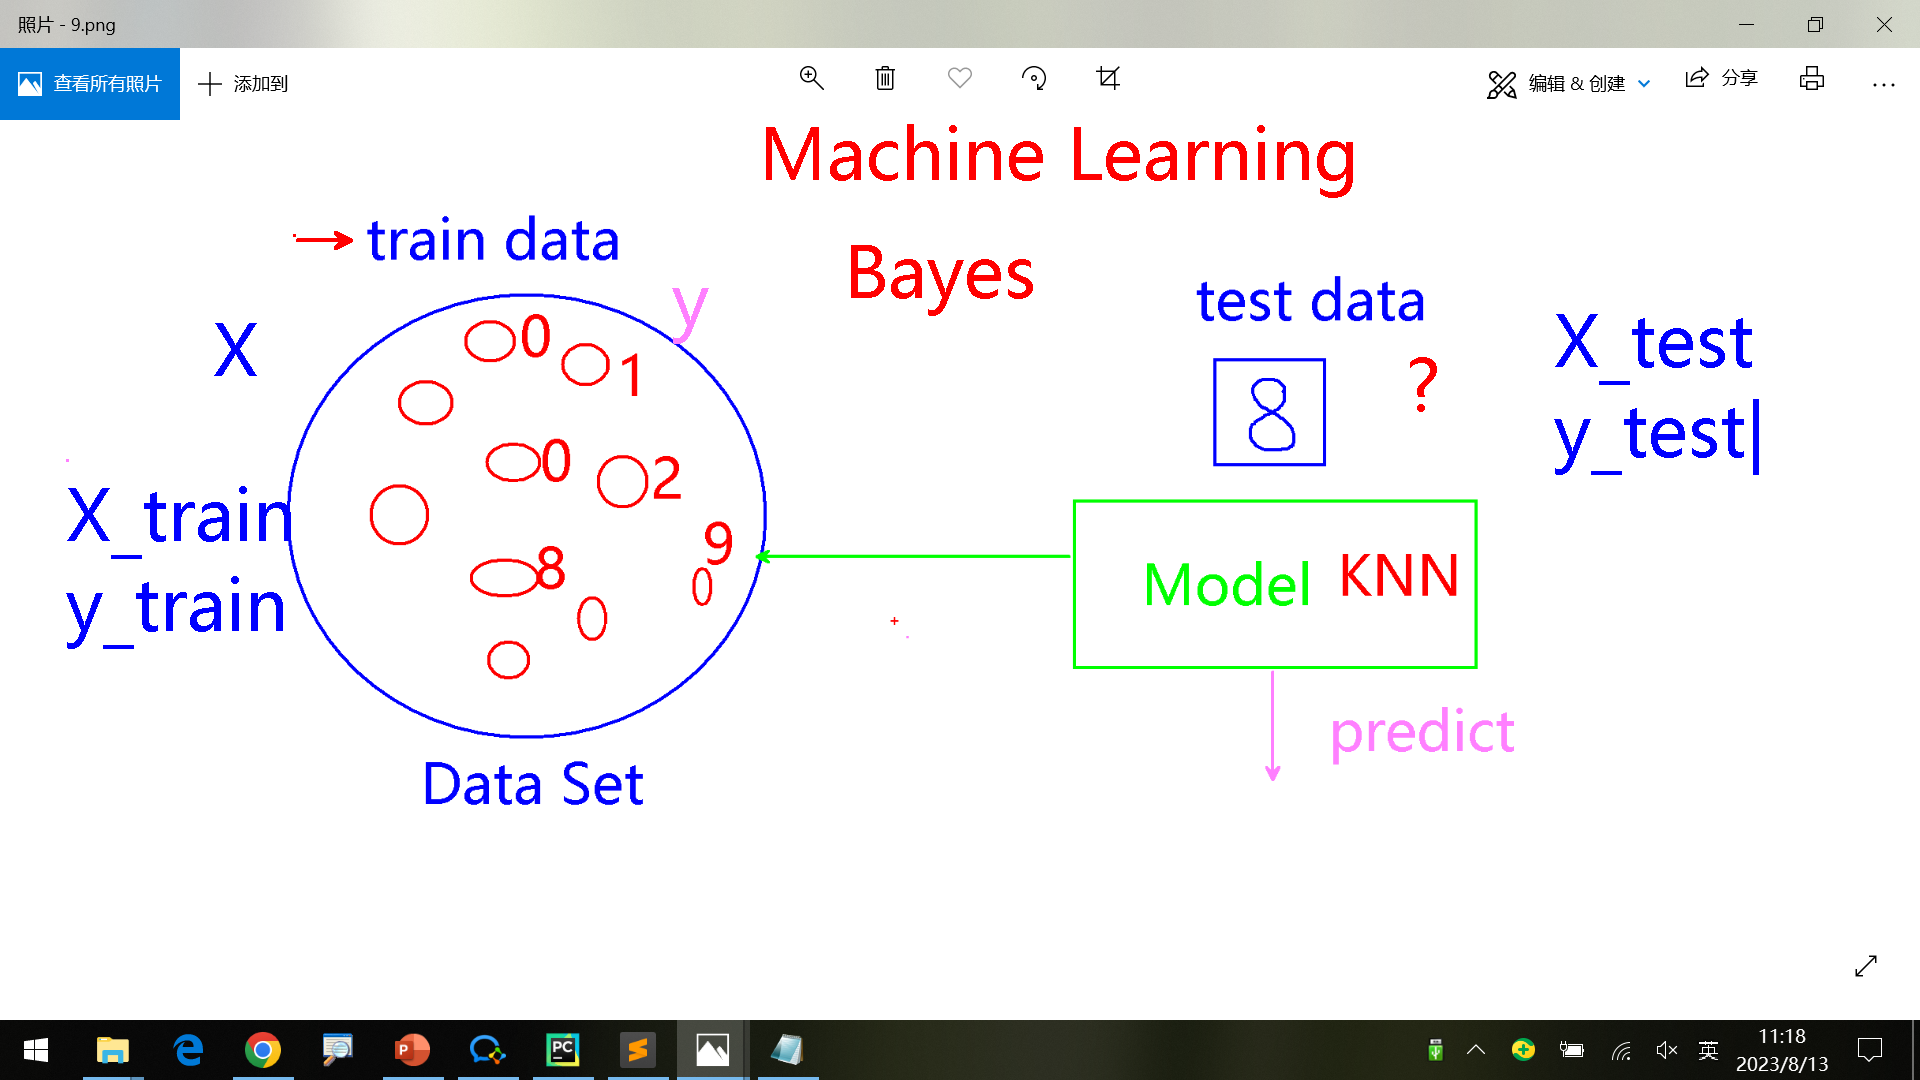 照片 - 9.png
查看所有照片
添加到
编辑 & 创建
分享
Machine Learning
train data
Bayes
y
test data
X
0
1
X_test
?
8
y_test
0
2
X_train
9
8
Model KNN
y_train
predict
Data Set
PC
P
英
11:18
2023/8/13